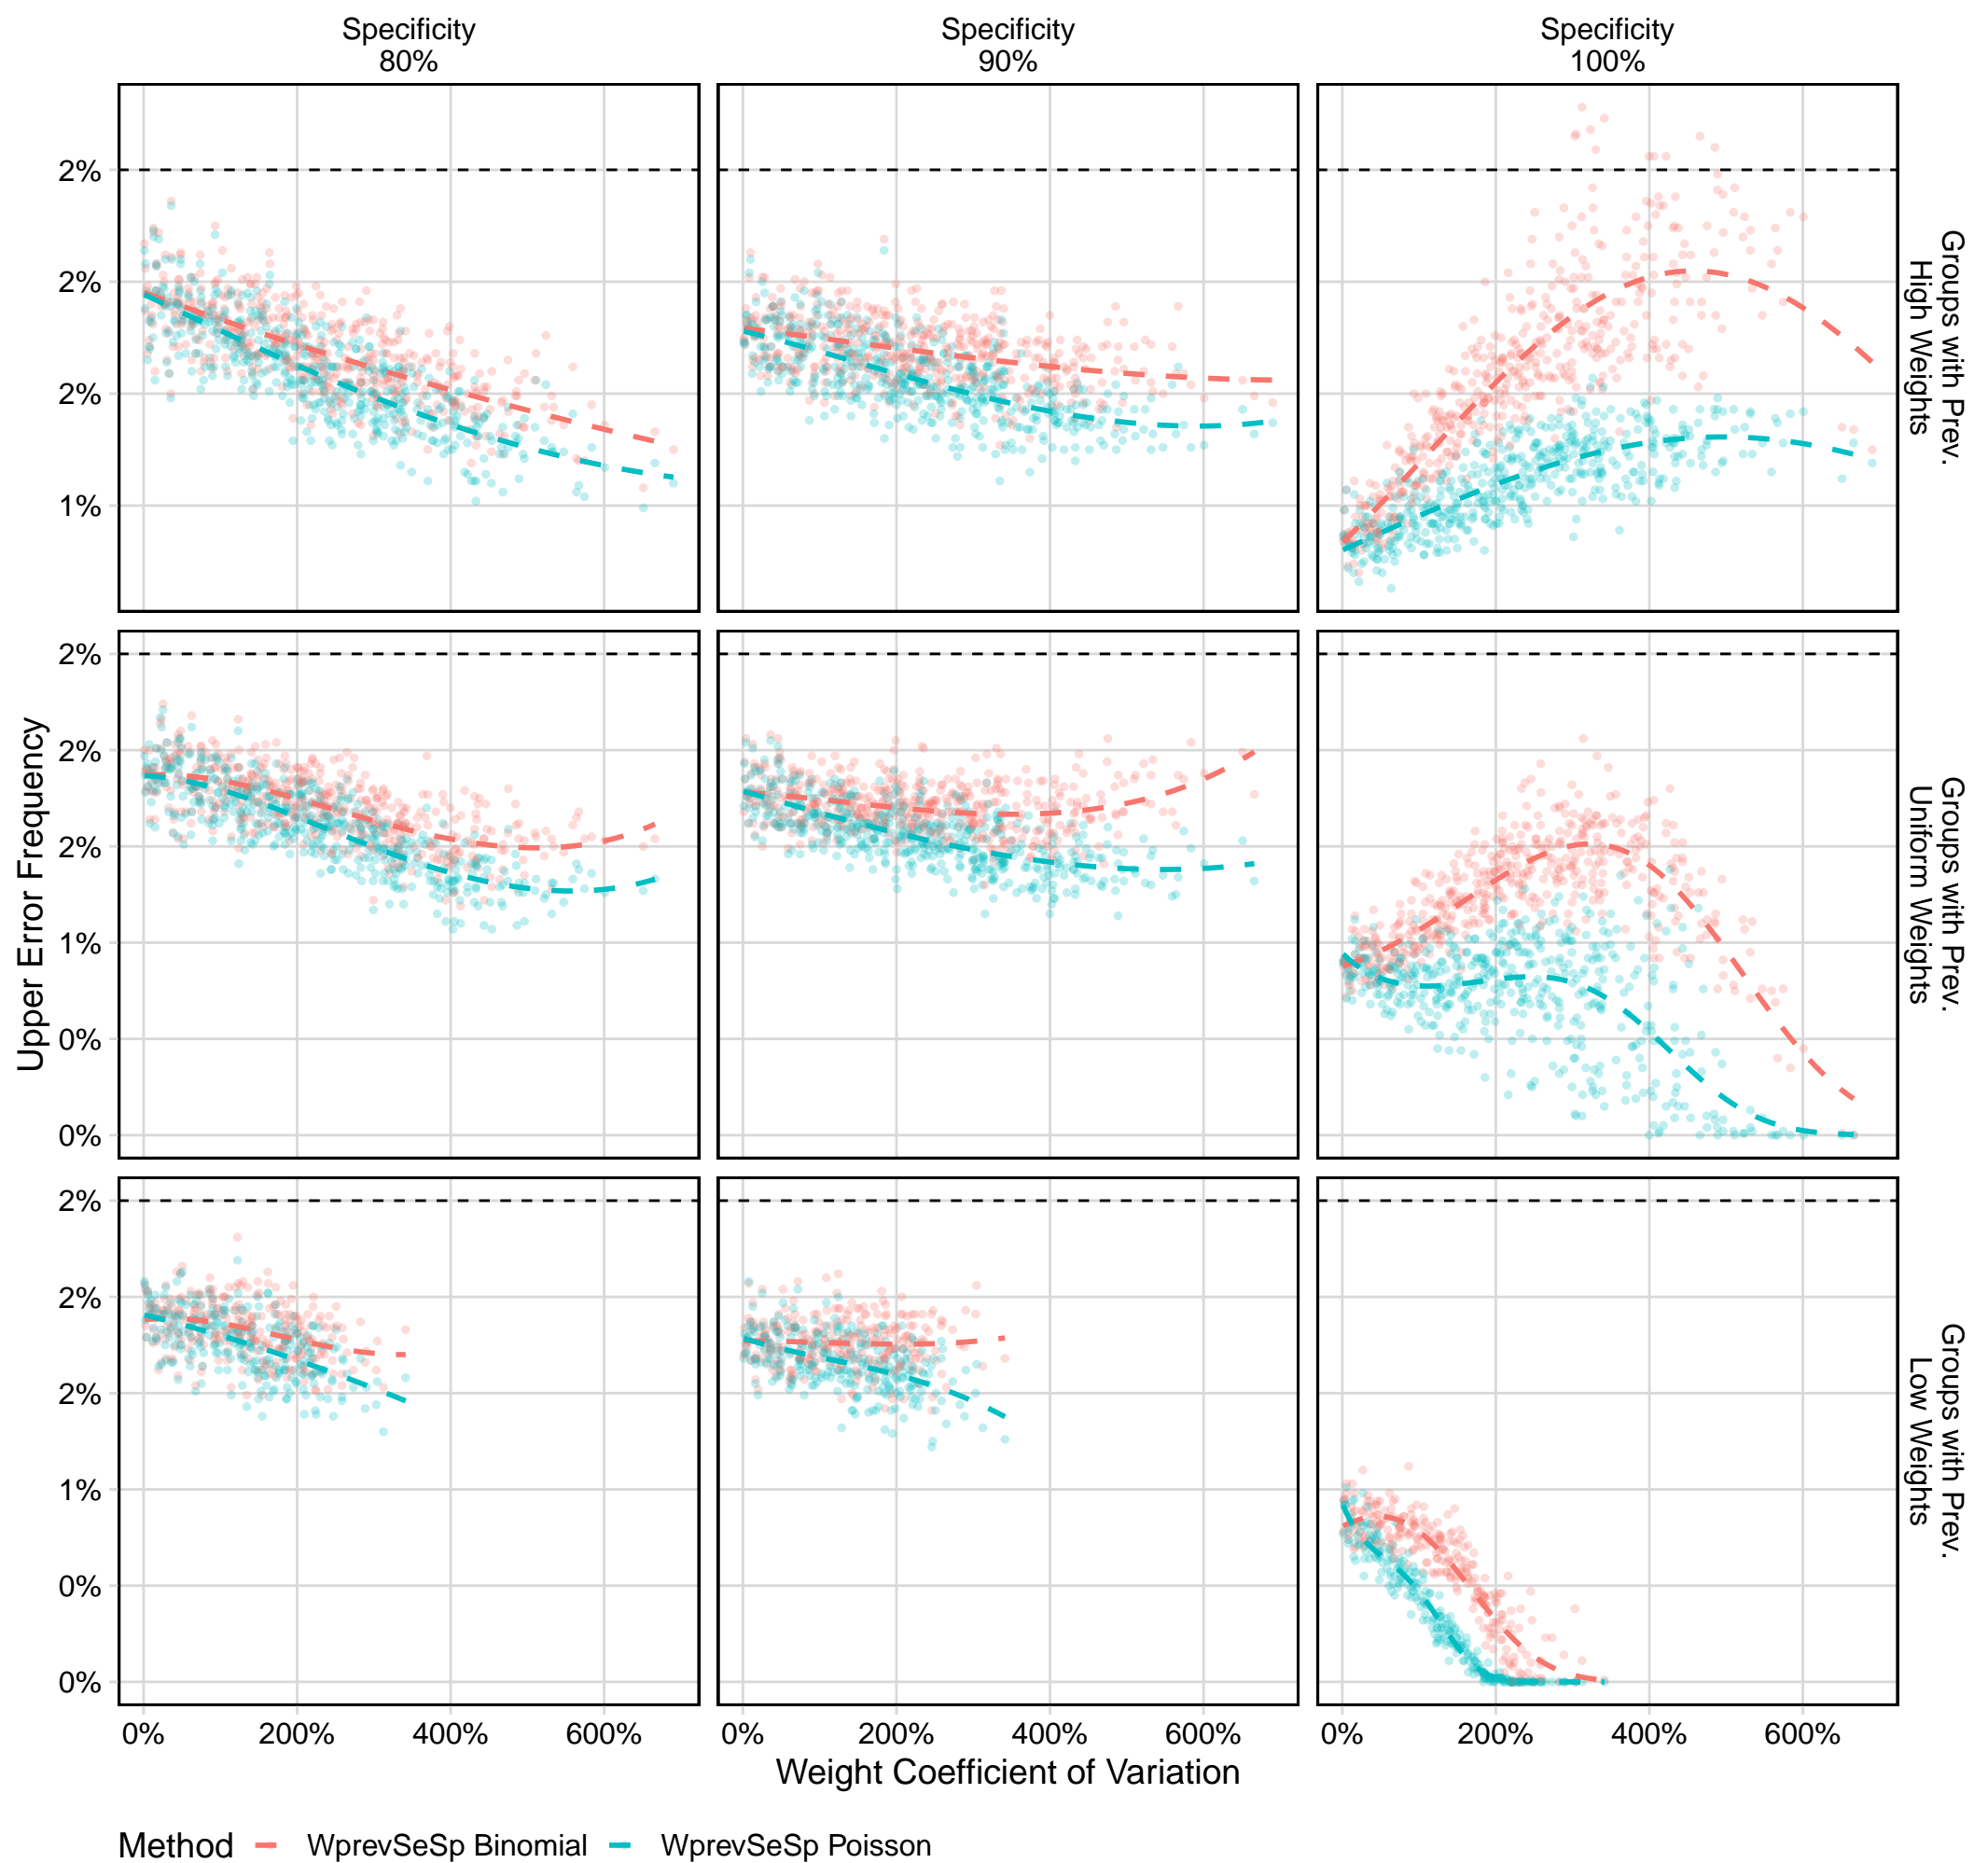 Specificity
80%
Specificity
90%
Specificity
100%
2%
2%
2%
1%
Groups with Prev.
High Weights
Upper Error Frequency
2%
2%
2%
1%
0%
0%
Groups with Prev.
Uniform Weights
2%
2%
2%
1%
0%
0%
Groups with Prev.
Low Weights
0% 200% 400% 600%
0% 200% 400% 600%
0% 200% 400% 600%
Weight Coefficient of Variation
Method WprevSeSp Binomial WprevSeSp Poisson